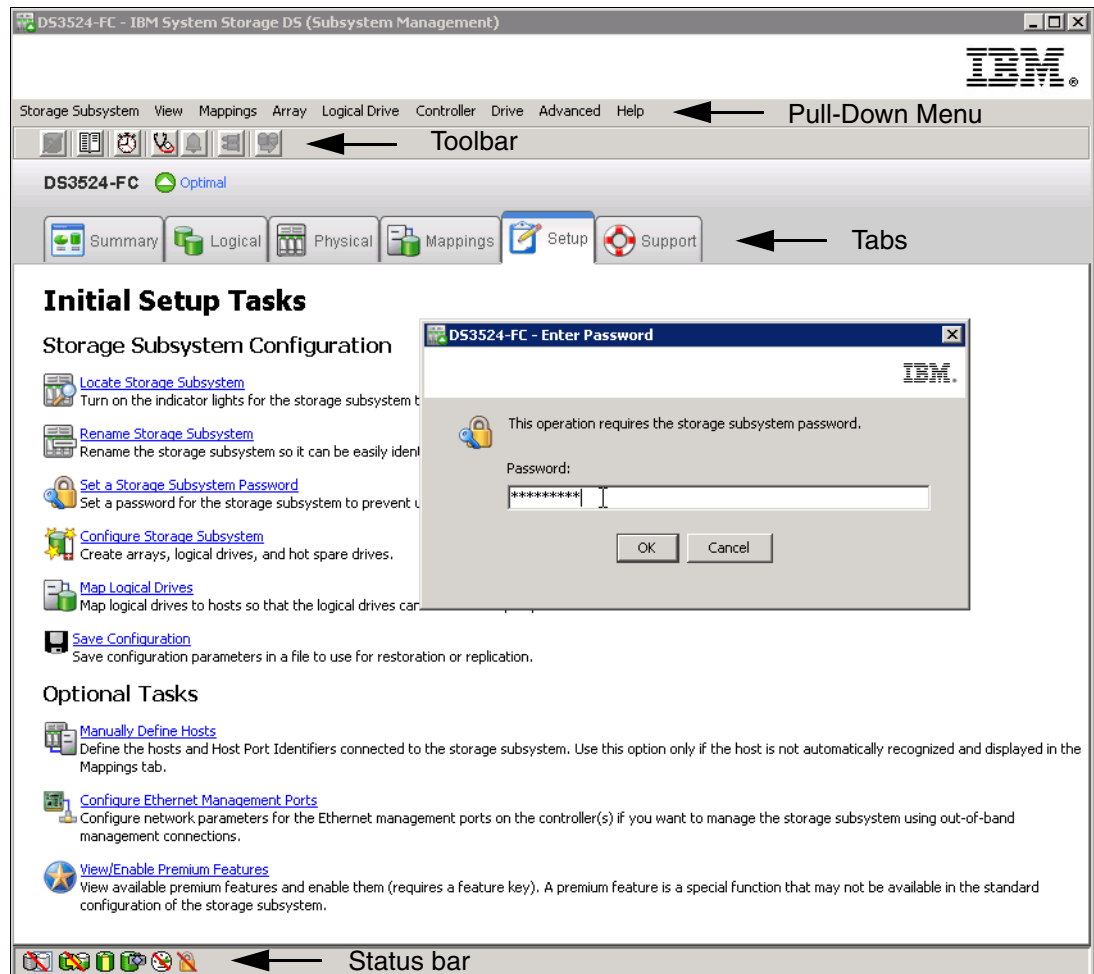 DS3524-FC - IBM System Storage DS (Subsystem Management)
IBM®
Storage Subsystem View Mappings Array Logical Drive Controller Drive Advanced Help
Pull-Down Menu
Toolbar
DS3524-FC Optimal
Summary Logical Physical Mappings Setup Support
Tabs
Initial Setup Tasks
Storage Subsystem Configuration
Locate Storage Subsystem
Turn on the indicator lights for the storage subsystem
Rename Storage Subsystem
Rename the storage subsystem so it can be easily
Set a Storage Subsystem Password
Set a password for the storage subsystem to prevent
Configure Storage Subsystem
Create arrays, logical drives, and hot spare drives.
Map Logical Drives
Map logical drives to hosts so that the logical drives can
Save Configuration
Save configuration parameters in a file to use for restoration or replication.
DS3524-FC - Enter Password
IBM.
This operation requires the storage subsystem password.
Password:
*********
OK Cancel
Optional Tasks
Manually Define Hosts
Define the hosts and Host Port Identifiers connected to the storage subsystem. Use this option only if the host is not automatically recognized and displayed in the
Mappings tab.
Configure Ethernet Management Ports
Configure network parameters for the Ethernet management ports on the controller(s) if you want to manage the storage subsystem using out-of-band
management connections.
View/Enable Premium Features
View available premium features and enable them (requires a feature key). A premium feature is a special function that may not be available in the standard
configuration of the storage subsystem.
Status bar